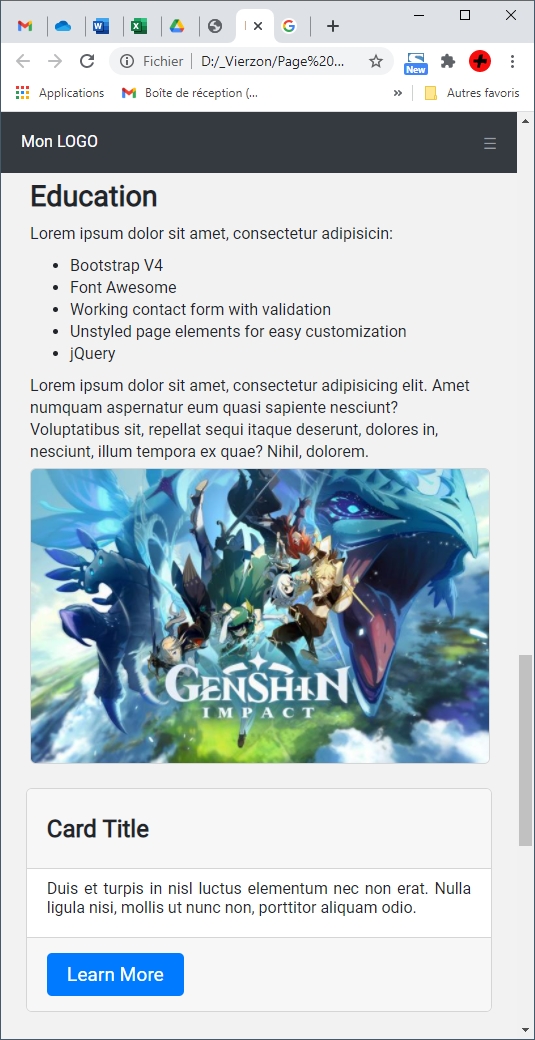 Fichier
D:/_Vierzon/Page%20...
New
Applications
Boîte de réception (...
»
Autres favoris
Mon LOGO
Education
Lorem ipsum dolor sit amet, consectetur adipisicin:
• Bootstrap V4
• Font Awesome
• Working contact form with validation
• Unstyled page elements for easy customization
• jQuery
Lorem ipsum dolor sit amet, consectetur adipisicing elit. Amet
numquam aspernatur eum quasi sapiente nesciunt?
Voluptatibus sit, repellat sequi itaque deserunt, dolores in,
nesciunt, illum tempora ex quae? Nihil, dolorem.
GENSHIN
IMPACT
Card Title
Duis et turpis in nisl luctus elementum nec non erat. Nulla
ligula nisi, mollis ut nunc non, porttitor aliquam odio.
Learn More